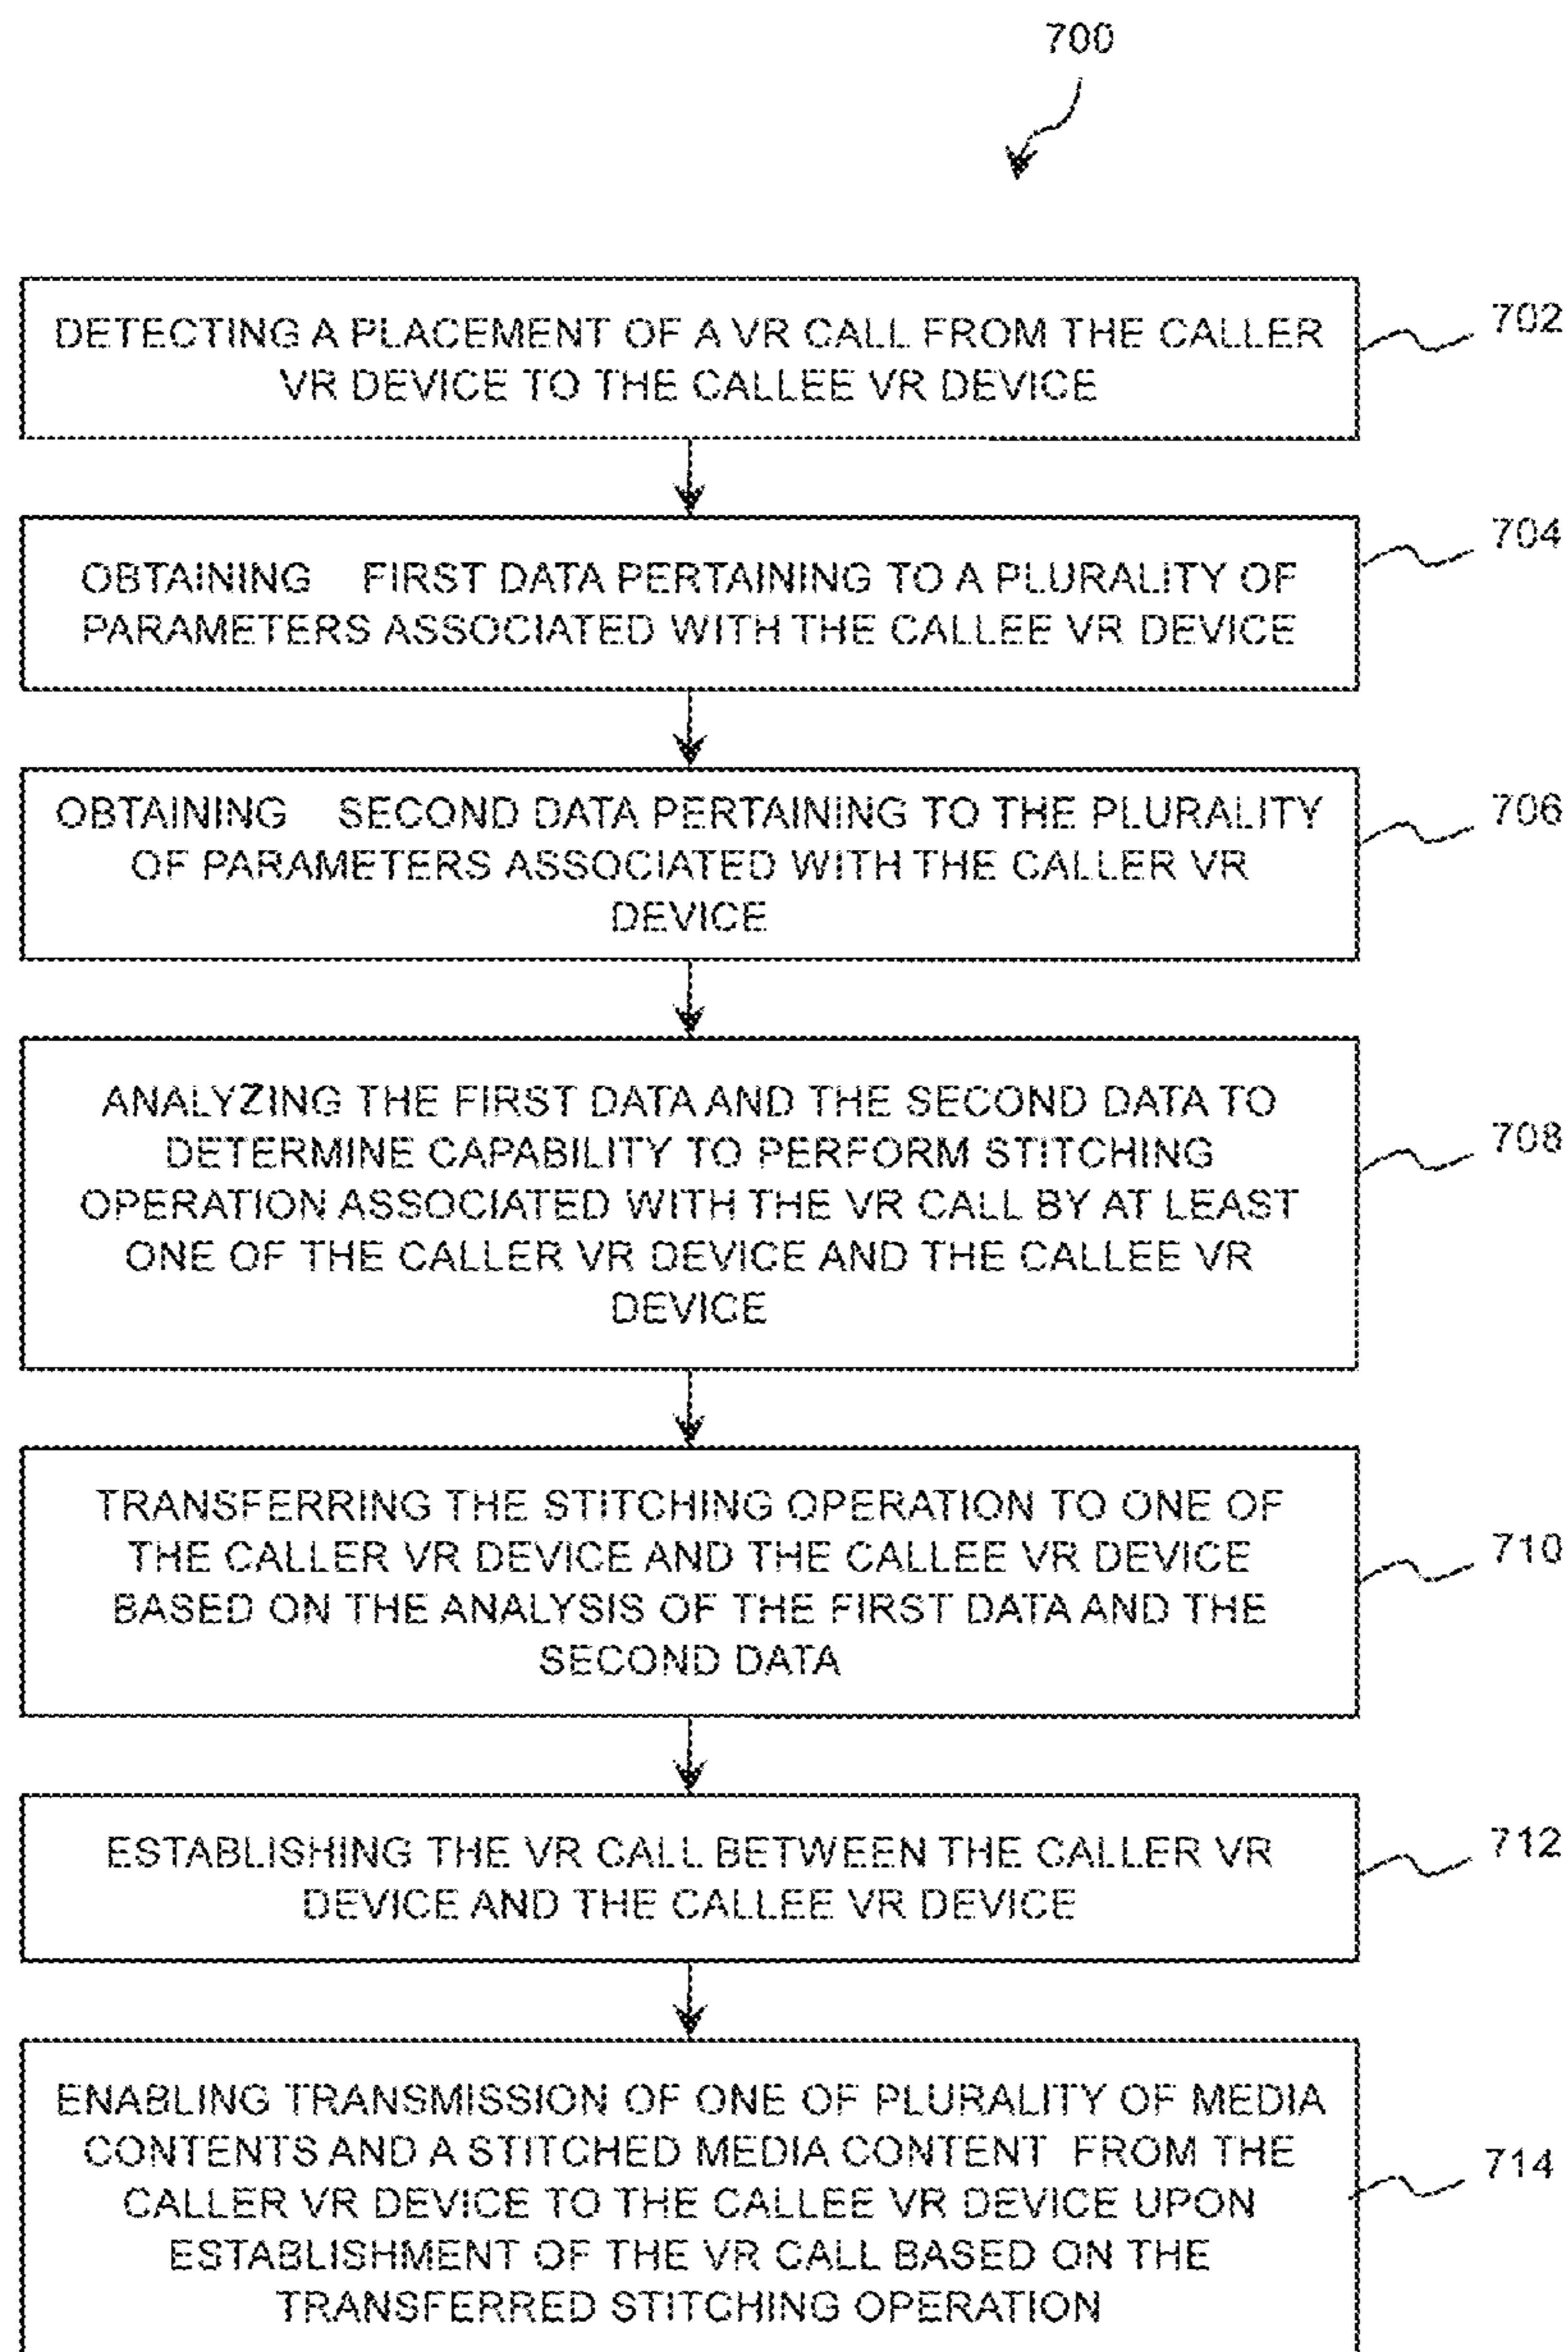 700
DETECTING A PLACEMENT OF A VR CALL FROM THE CALLER
VR DEVICE TO THE CALLEE VR DEVICE
702
OBTAINING FIRST DATA PERTAINING TO A PLURALITY OF
PARAMETERS ASSOCIATED WITH THE CALLEE VR DEVICE
704
OBTAINING SECOND DATA PERTAINING TO THE PLURALITY
OF PARAMETERS ASSOCIATED WITH THE CALLER VR
DEVICE
706
ANALYZING THE FIRST DATA AND THE SECOND DATA TO
DETERMINE CAPABILITY TO PERFORM STITCHING
OPERATION ASSOCIATED WITH THE VR CALL BY AT LEAST
ONE OF THE CALLER VR DEVICE AND THE CALLEE VR
DEVICE
708
TRANSFERRING THE STITCHING OPERATION TO ONE OF
THE CALLER VR DEVICE AND THE CALLEE VR DEVICE
BASED ON THE ANALYSIS OF THE FIRST DATA AND THE
SECOND DATA
710
ESTABLISHING THE VR CALL BETWEEN THE CALLER VR
DEVICE AND THE CALLEE VR DEVICE
712
ENABLING TRANSMISSION OF ONE OF PLURALITY OF MEDIA
CONTENTS AND A STITCHED MEDIA CONTENT FROM THE
CALLER VR DEVICE TO THE CALLEE VR DEVICE UPON
ESTABLISHMENT OF THE VR CALL BASED ON THE
TRANSFERRED STITCHING OPERATION
714